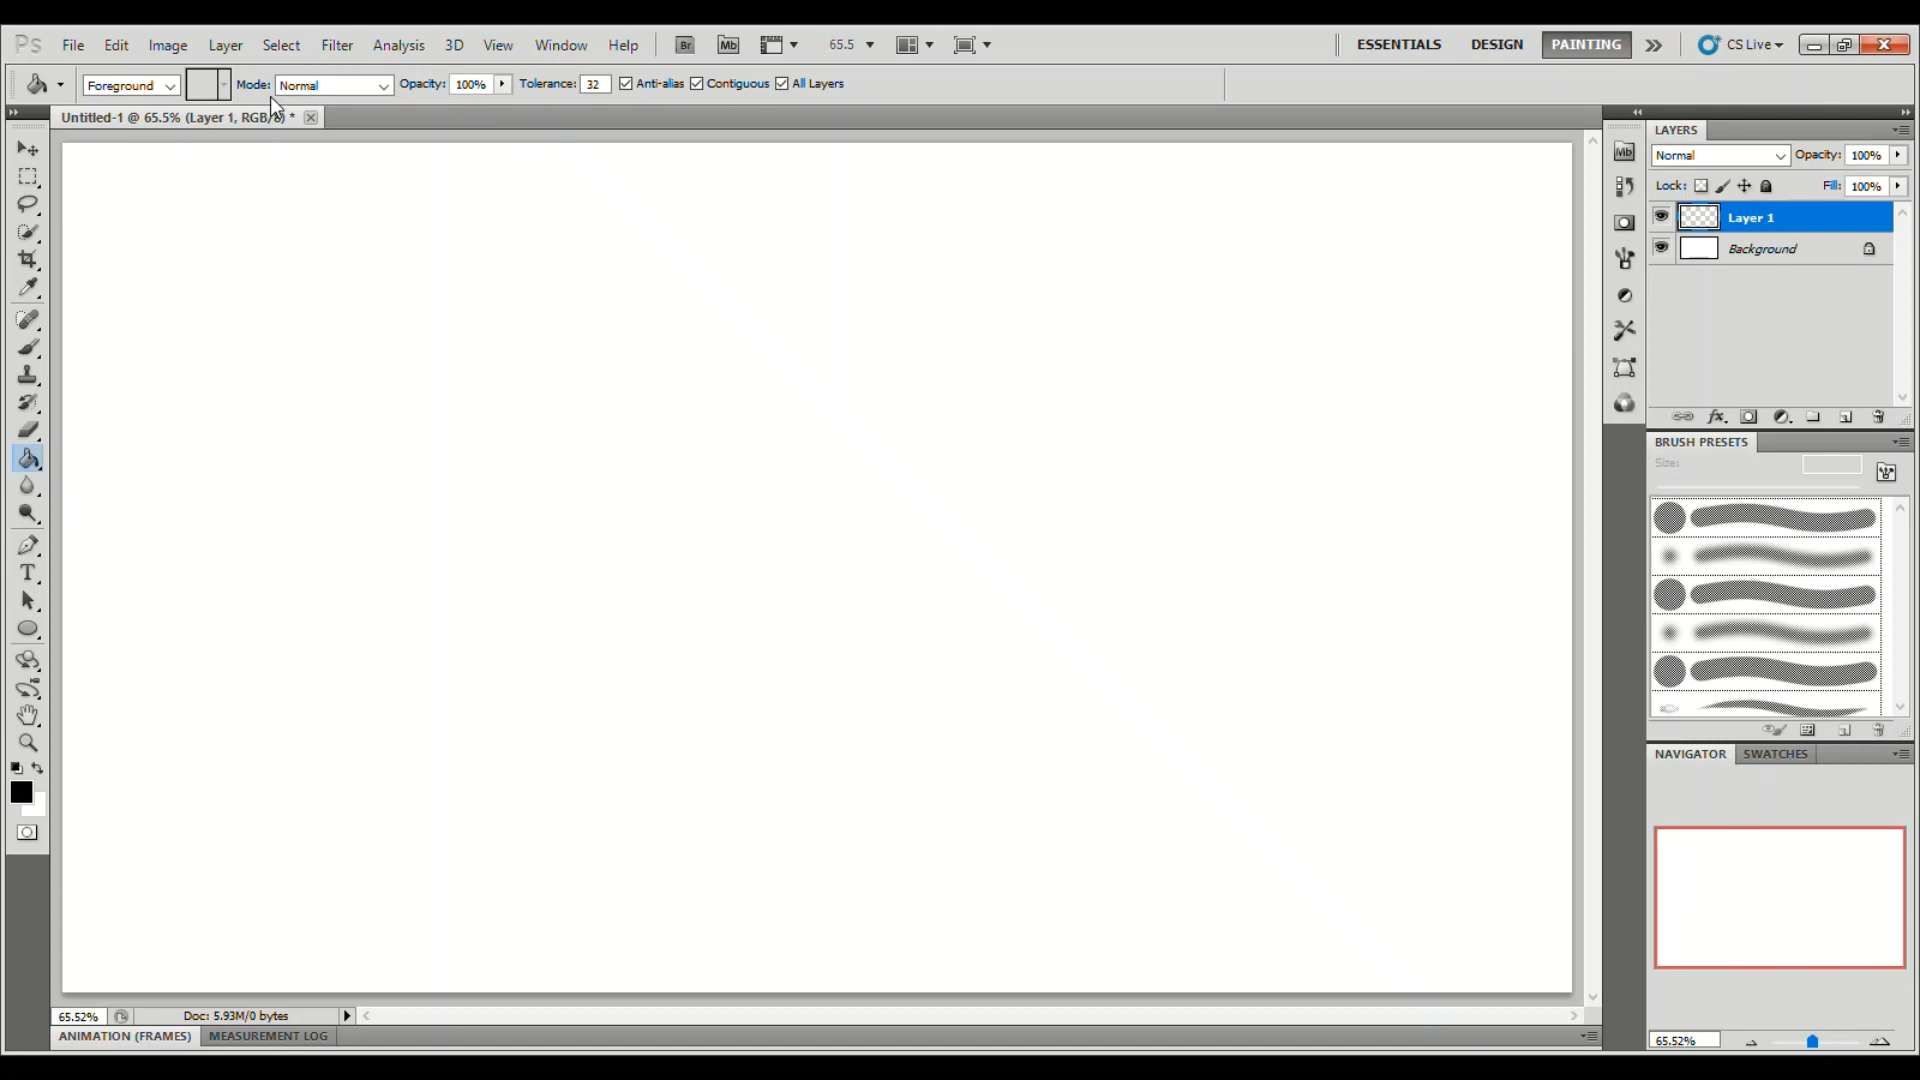 Ps File Edit Image Layer Select Filter Analysis 3D View Window Help Br Mb 65.5 ESSENTIALS DESIGN PAINTING CS Live
Foreground Mode: Normal Opacity: 100% Tolerance: 32 Anti-alias Contiguous All Layers
Untitled-1 @ 65.5% (Layer 1, RGB/8) *
LAYERS
Mb
Normal Opacity: 100%
Lock: Fill: 100%
Layer 1
Background
fx
BRUSH PRESETS
Size:
T
NAVIGATOR SWATCHES
65.52% Doc: 5.93M/0 bytes
ANIMATION (FRAMES) MEASUREMENT LOG
65.52%